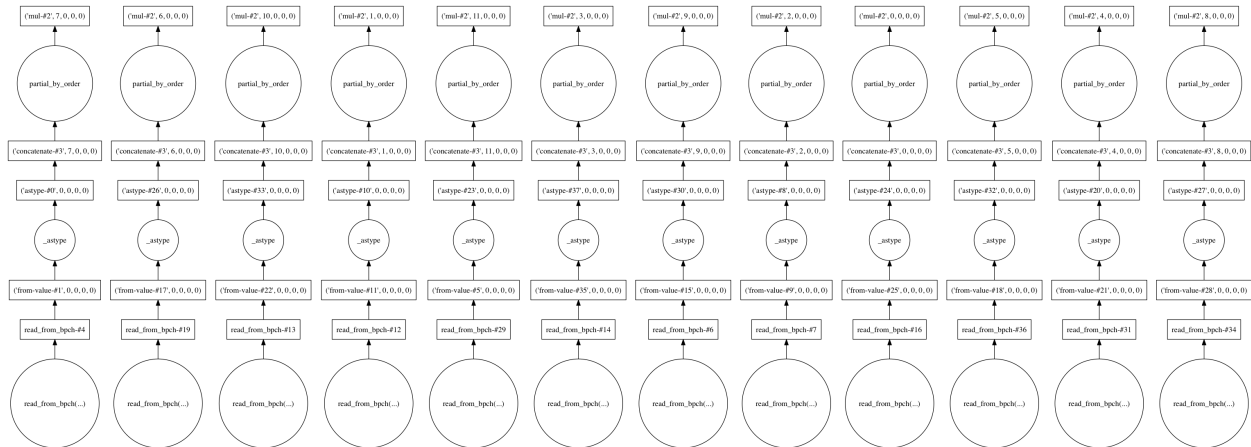 ('mul-#2', 7, 0, 0, 0) ('mul-#2', 6, 0, 0, 0) ('mul-#2', 10, 0, 0, 0) ('mul-#2', 1, 0, 0, 0) ('mul-#2', 11, 0, 0, 0) ('mul-#2', 3, 0, 0, 0) ('mul-#2', 9, 0, 0, 0) ('mul-#2', 2, 0, 0, 0) ('mul-#2', 0, 0, 0, 0) ('mul-#2', 5, 0, 0, 0) ('mul-#2', 4, 0, 0, 0) ('mul-#2', 8, 0, 0, 0)
partial_by_order partial_by_order partial_by_order partial_by_order partial_by_order partial_by_order partial_by_order partial_by_order partial_by_order partial_by_order partial_by_order partial_by_order
('concatenate-#3', 7, 0, 0, 0) ('concatenate-#3', 6, 0, 0, 0) ('concatenate-#3', 10, 0, 0, 0) ('concatenate-#3', 1, 0, 0, 0) ('concatenate-#3', 11, 0, 0, 0) ('concatenate-#3', 3, 0, 0, 0) ('concatenate-#3', 9, 0, 0, 0) ('concatenate-#3', 2, 0, 0, 0) ('concatenate-#3', 0, 0, 0, 0) ('concatenate-#3', 5, 0, 0, 0) ('concatenate-#3', 4, 0, 0, 0) ('concatenate-#3', 8, 0, 0, 0)
('astype-#0', 0, 0, 0, 0) ('astype-#26', 0, 0, 0, 0) ('astype-#33', 0, 0, 0, 0) ('astype-#10', 0, 0, 0, 0) ('astype-#23', 0, 0, 0, 0) ('astype-#37', 0, 0, 0, 0) ('astype-#30', 0, 0, 0, 0) ('astype-#8', 0, 0, 0, 0) ('astype-#24', 0, 0, 0, 0) ('astype-#32', 0, 0, 0, 0) ('astype-#20', 0, 0, 0, 0) ('astype-#27', 0, 0, 0, 0)
_astype _astype _astype _astype _astype _astype _astype _astype _astype _astype _astype _astype
('from-value-#1', 0, 0, 0, 0) ('from-value-#17', 0, 0, 0, 0) ('from-value-#22', 0, 0, 0, 0) ('from-value-#11', 0, 0, 0, 0) ('from-value-#5', 0, 0, 0, 0) ('from-value-#35', 0, 0, 0, 0) ('from-value-#15', 0, 0, 0, 0) ('from-value-#9', 0, 0, 0, 0) ('from-value-#25', 0, 0, 0, 0) ('from-value-#18', 0, 0, 0, 0) ('from-value-#21', 0, 0, 0, 0) ('from-value-#28', 0, 0, 0, 0)
read_from_bpch-#4 read_from_bpch-#19 read_from_bpch-#13 read_from_bpch-#12 read_from_bpch-#29 read_from_bpch-#14 read_from_bpch-#6 read_from_bpch-#7 read_from_bpch-#16 read_from_bpch-#36 read_from_bpch-#31 read_from_bpch-#34
read_from_bpch(...) read_from_bpch(...) read_from_bpch(...) read_from_bpch(...) read_from_bpch(...) read_from_bpch(...) read_from_bpch(...) read_from_bpch(...) read_from_bpch(...) read_from_bpch(...) read_from_bpch(...) read_from_bpch(...)